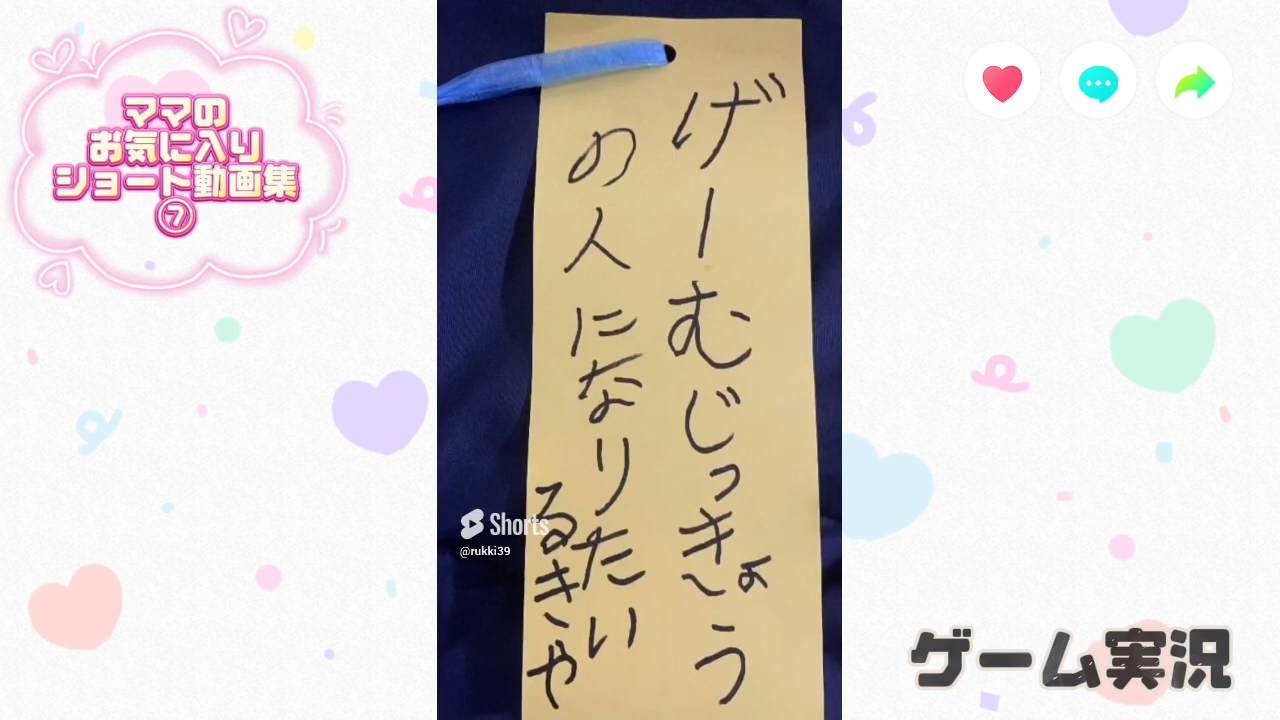 ママの
お気に入り
ショート動画集
⑦
げーむじっきょう
の人になりたい
るきや
Shorts
@rukki39
ゲーム実況